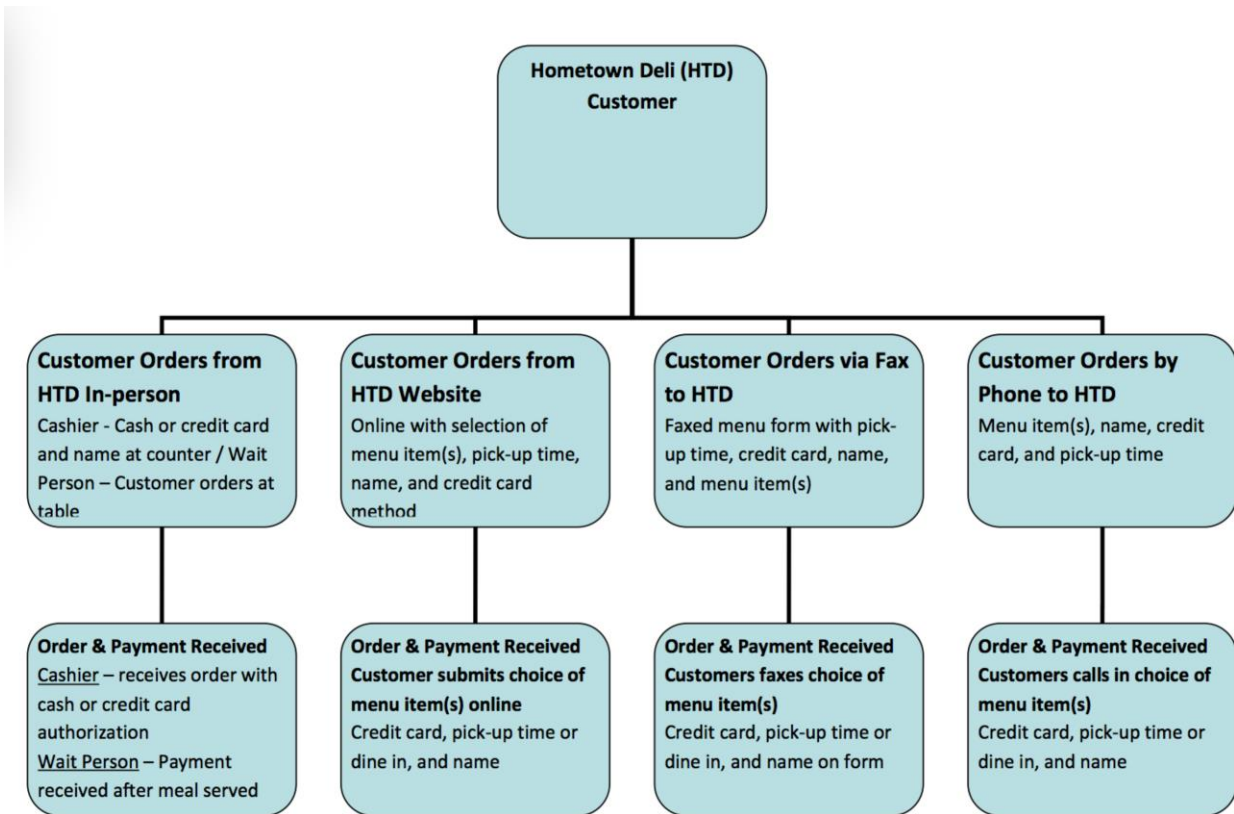 Hometown Deli (HTD)
Customer
Customer Orders from
HTD In-person
Cashier - Cash or credit card
and name at counter / Wait
Person – Customer orders at
table
Customer Orders from
HTD Website
Online with selection of
menu item(s), pick-up time,
name, and credit card
method
Customer Orders via Fax
to HTD
Faxed menu form with pick-
up time, credit card, name,
and menu item(s)
Customer Orders by
Phone to HTD
Menu item(s), name, credit
card, and pick-up time
Order & Payment Received
Cashier – receives order with
cash or credit card
authorization
Wait Person – Payment
received after meal served
Order & Payment Received
Customer submits choice of
menu item(s) online
Credit card, pick-up time or
dine in, and name
Order & Payment Received
Customers faxes choice of
menu item(s)
Credit card, pick-up time or
dine in, and name on form
Order & Payment Received
Customers calls in choice of
menu item(s)
Credit card, pick-up time or
dine in, and name